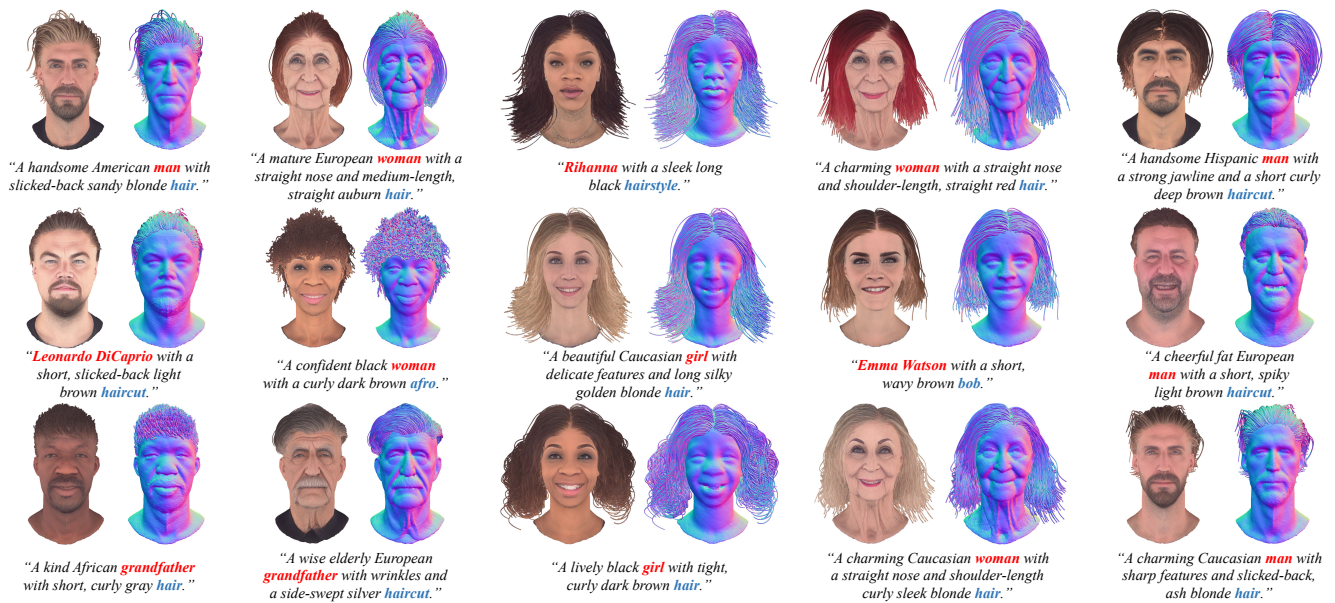 “A handsome American man with
slicked-back sandy blonde hair.”
“A mature European woman with a
straight nose and medium-length,
straight auburn hair.”
“Rihanna with a sleek long
black hairstyle.”
“A charming woman with a straight nose
and shoulder-length, straight red hair.”
“A handsome Hispanic man with
a strong jawline and a short curly
deep brown haircut.”
“Leonardo DiCaprio with a
short, slicked-back light
brown haircut.”
“A confident black woman
with a curly dark brown afro.”
“A beautiful Caucasian girl with
delicate features and long silky
golden blonde hair.”
“Emma Watson with a short,
wavy brown bob.”
“A cheerful fat European
man with a short, spiky
light brown haircut.”
“A kind African grandfather
with short, curly gray hair.”
“A wise elderly European
grandfather with wrinkles and
a side-swept silver haircut.”
“A lively black girl with tight,
curly dark brown hair.”
“A charming Caucasian woman with
a straight nose and shoulder-length
curly sleek blonde hair.”
“A charming Caucasian man with
sharp features and slicked-back,
ash blonde hair.”